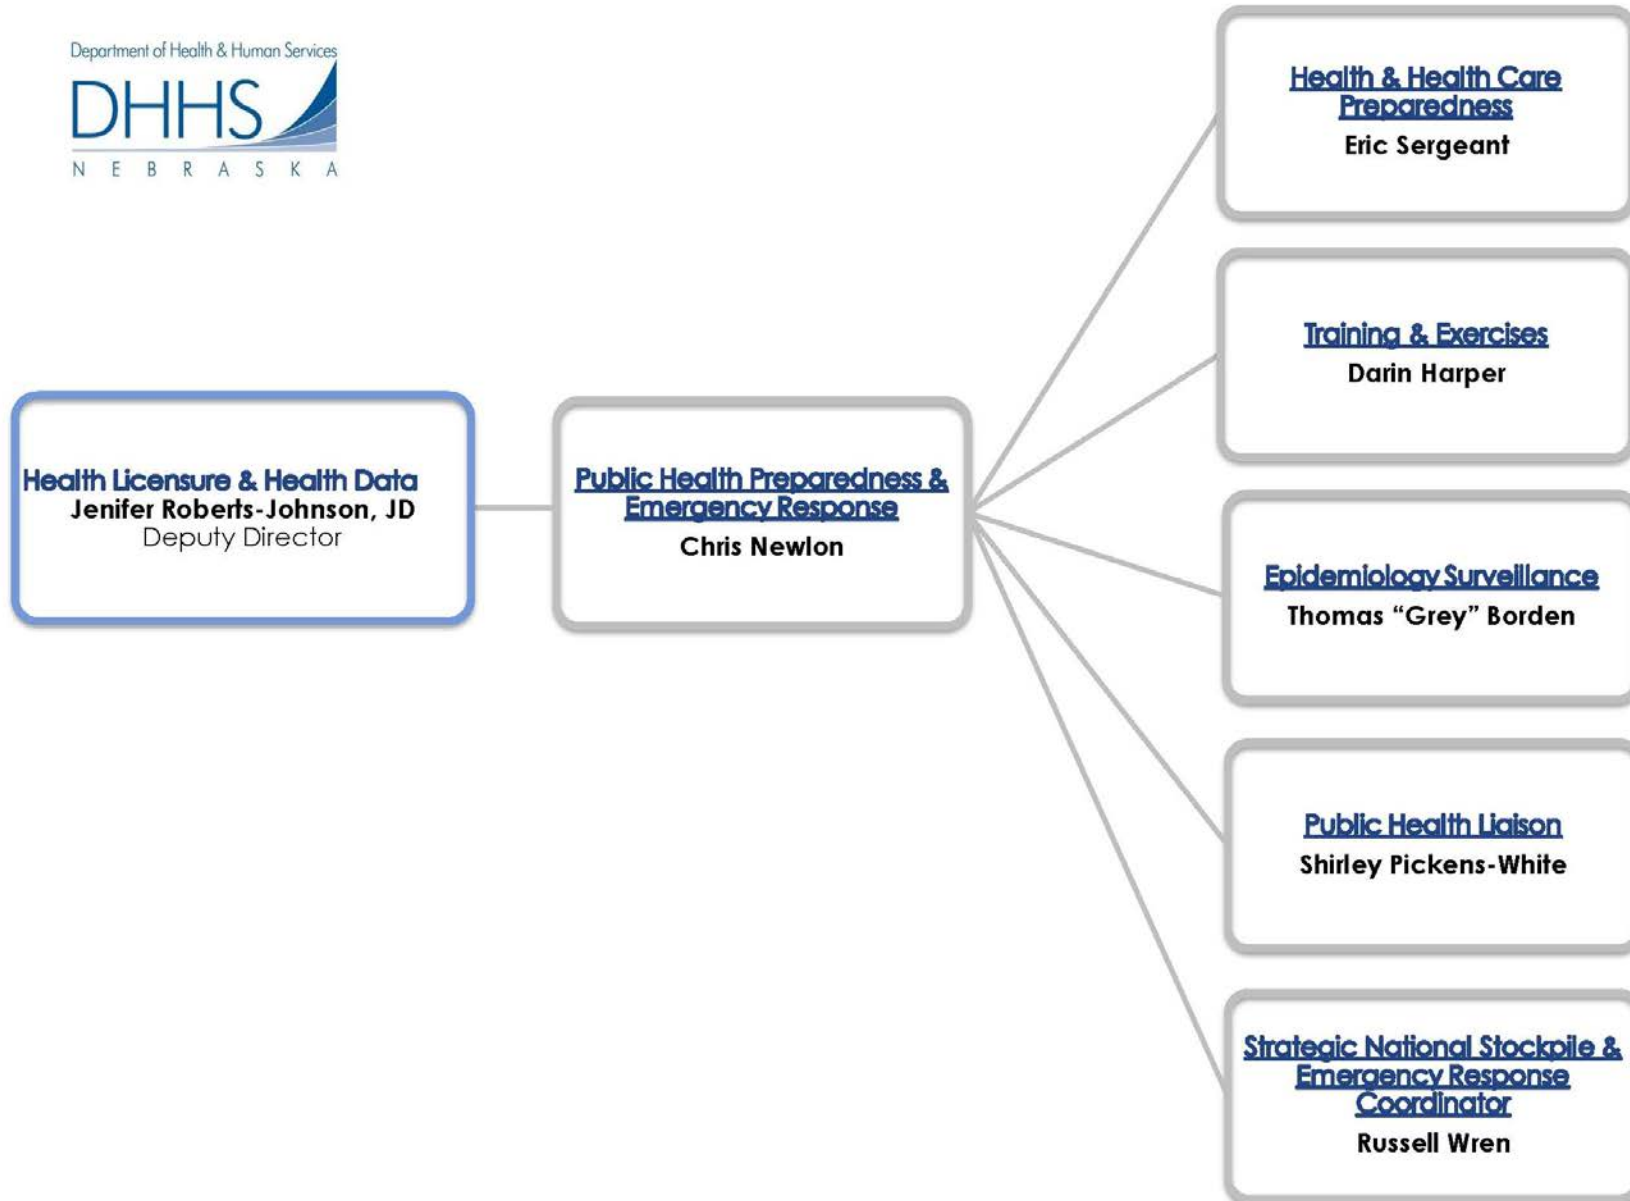 Department of Health & Human Services
DHHS
NEBRASKA
Health Licensure & Health Data
Jenifer Roberts-Johnson, JD
Deputy Director
Public Health Preparedness &
Emergency Response
Chris Newlon
Health & Health Care
Preparedness
Eric Sergeant
Training & Exercises
Darin Harper
Epidemiology Surveillance
Thomas “Grey” Borden
Public Health Liaison
Shirley Pickens-White
Strategic National Stockpile &
Emergency Response
Coordinator
Russell Wren